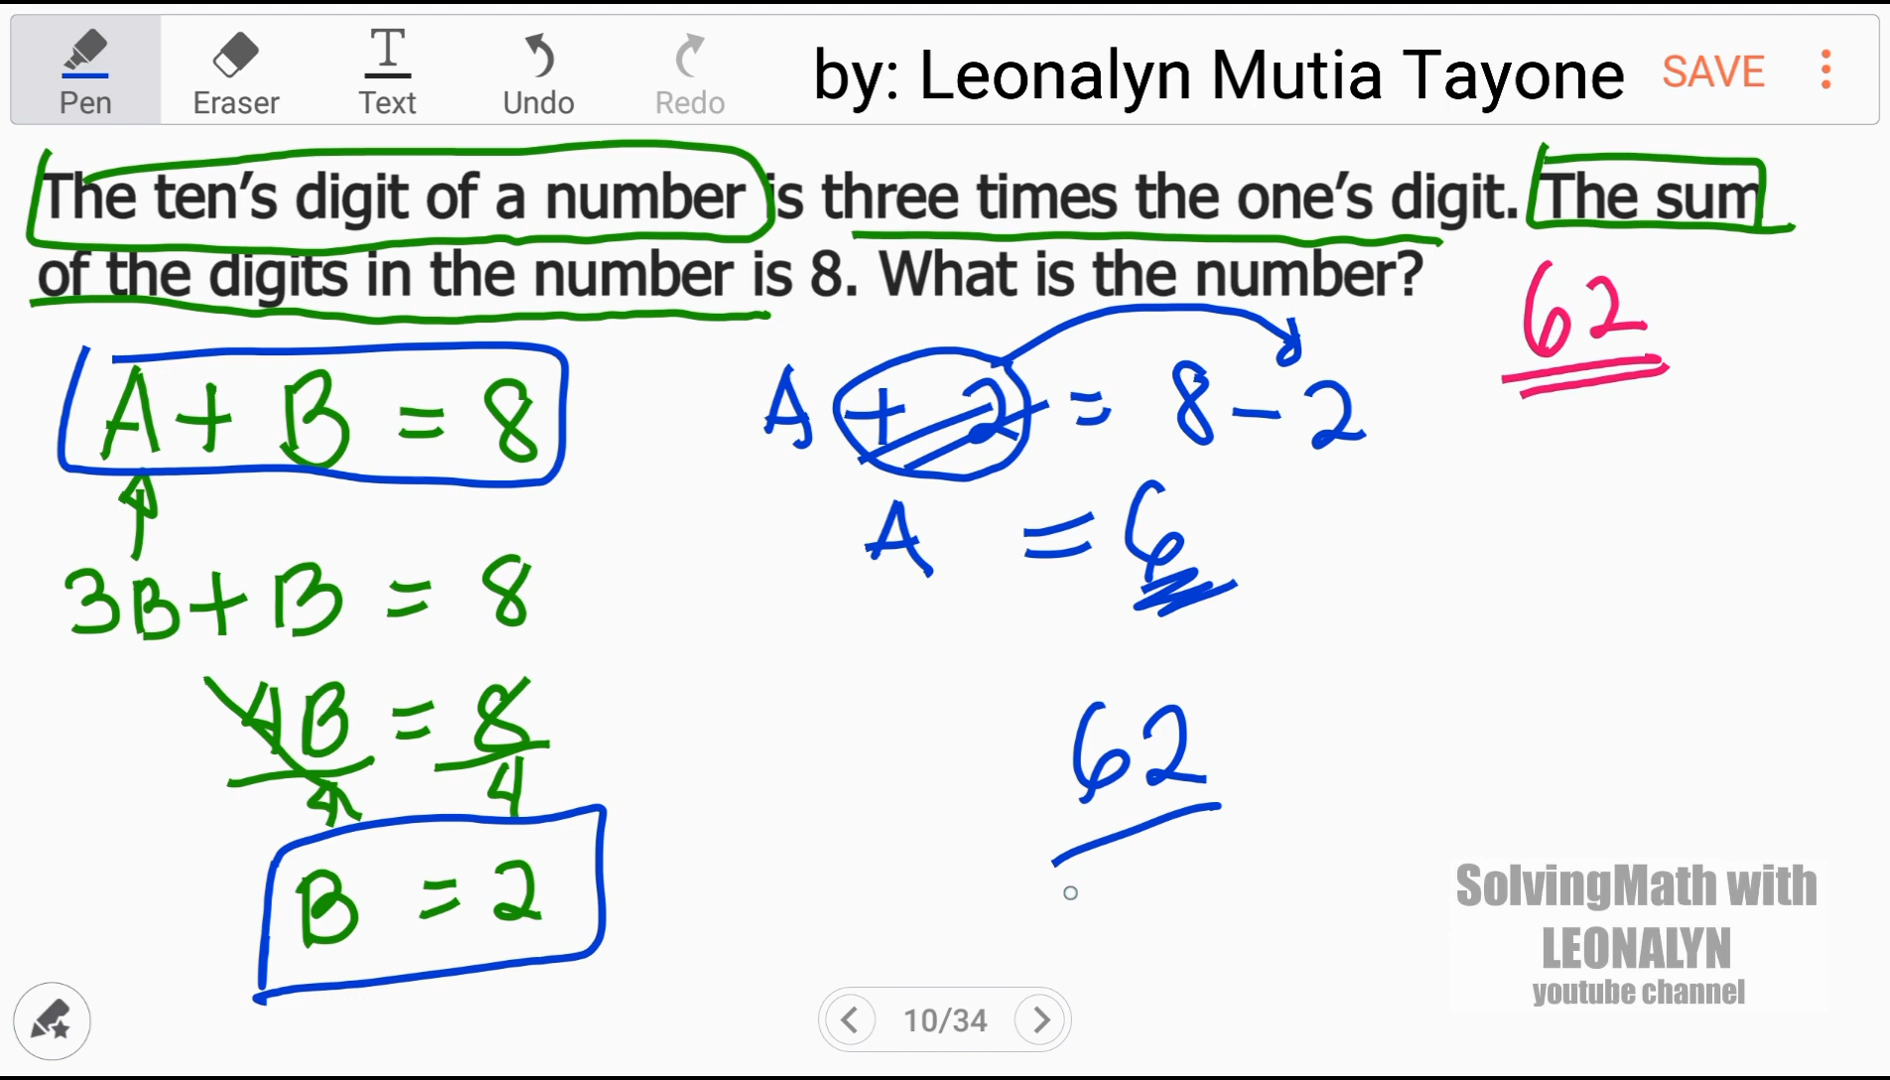 Pen
Eraser
Text
Undo
Redo
by: Leonalyn Mutia Tayone
SAVE
The ten's digit of a number is three times the one's digit. The sum
of the digits in the number is 8. What is the number?
62
A + B = 8
3B + B = 8
4B = 8
4 4
B = 2
A + 2 = 8 - 2
A = 6
62
SolvingMath with
LEONALYN
youtube channel
10/34